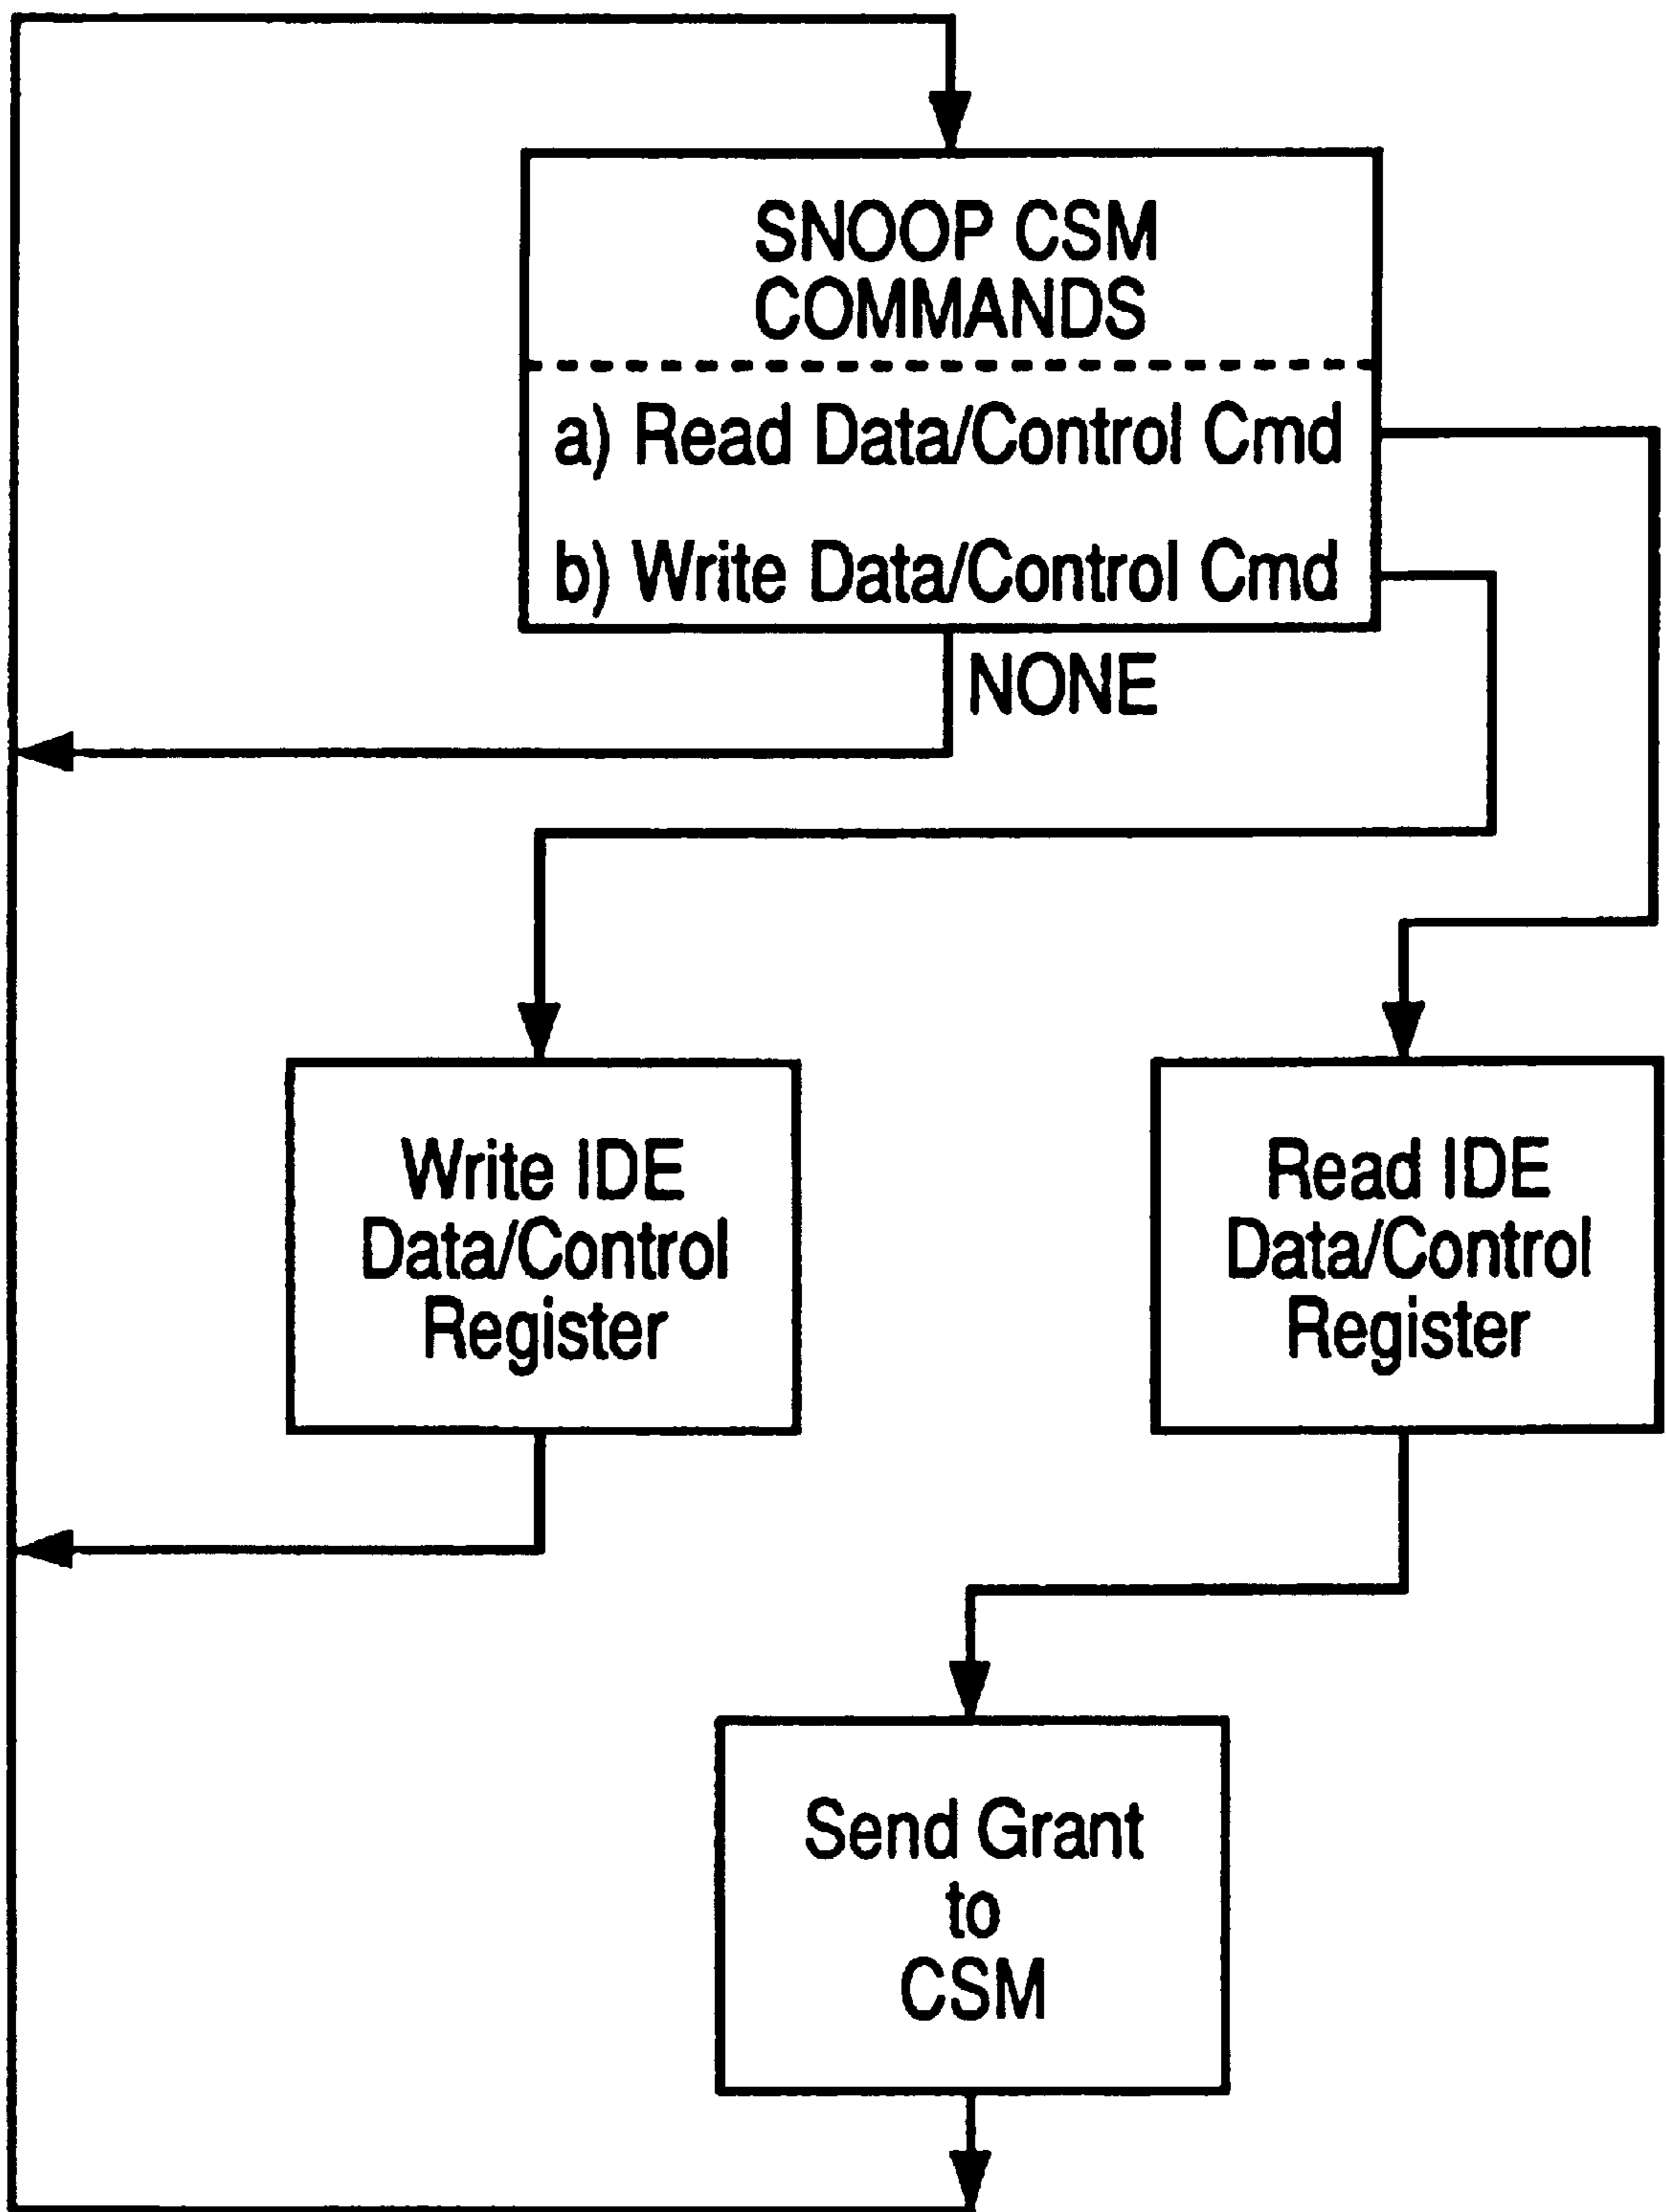 SNOOP CSM
COMMANDS
a) Read Data/Control Cmd
b) Write Data/Control Cmd
NONE
Write IDE
Data/Control
Register
Read IDE
Data/Control
Register
Send Grant
to
CSM